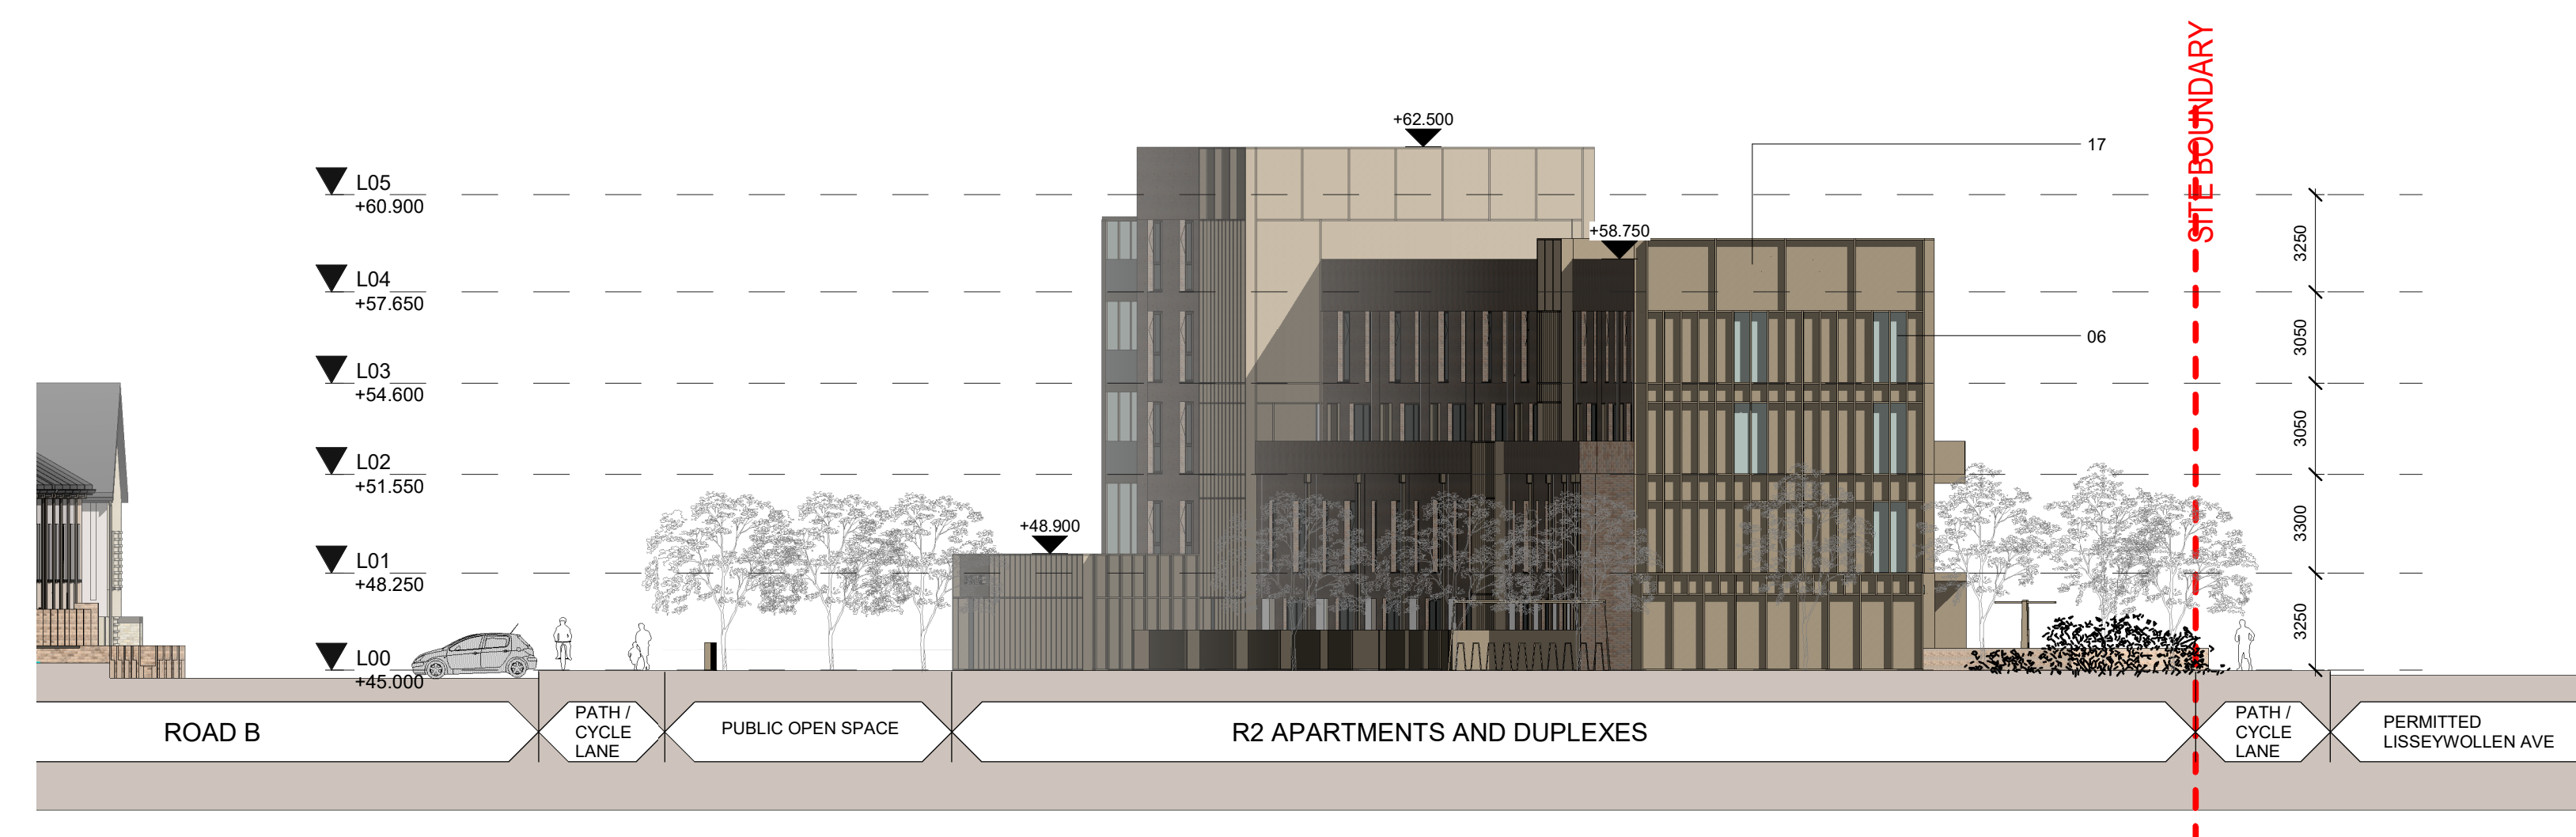 SITE BOUNDARY
+62.500
17
L05
+60.900
+58.750
3250
L04
+57.650
06
3050
L03
+54.600
3050
L02
+51.550
+48.900
3300
L01
+48.250
3250
L00
+45.000
ROAD B
PATH /
CYCLE
LANE
PUBLIC OPEN SPACE
R2 APARTMENTS AND DUPLEXES
PATH /
CYCLE
LANE
PERMITTED
LISSEYWOLLEN AVE